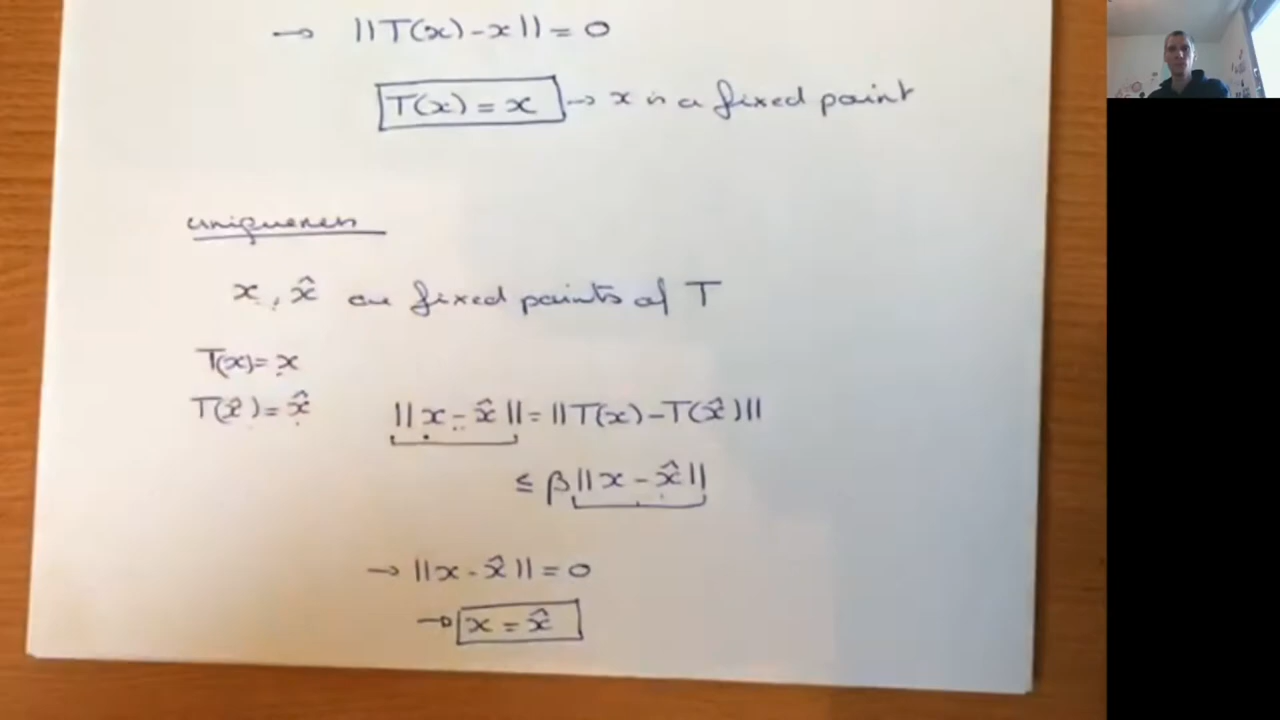 → ||T(x) - x|| = 0
T(x) = x → x is a fixed point
uniqueness
x, x̂ are fixed points of T
T(x) = x
T(x̂) = x̂ ||x - x̂|| = ||T(x) - T(x̂)||
≤ β||x - x̂||
→ ||x - x̂|| = 0
→ x = x̂